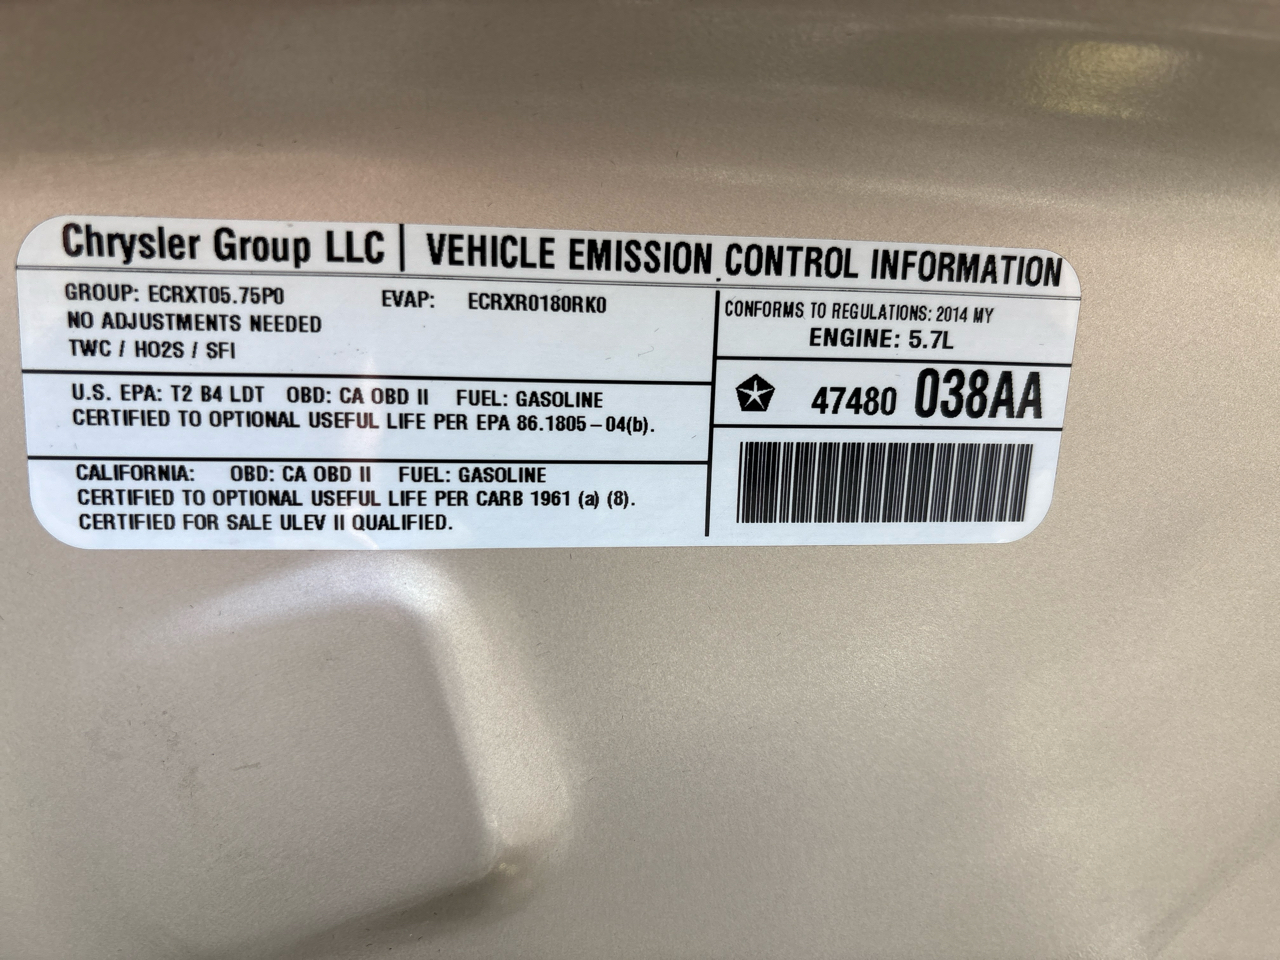 Chrysler Group LLC | VEHICLE EMISSION CONTROL INFORMATION
GROUP: ECRXT05.75P0 EVAP: ECRXR0180RK0
NO ADJUSTMENTS NEEDED
TWC / HO2S / SFI
CONFORMS TO REGULATIONS: 2014 MY
ENGINE: 5.7L
U.S. EPA: T2 B4 LDT OBD: CA OBD II FUEL: GASOLINE
CERTIFIED TO OPTIONAL USEFUL LIFE PER EPA 86.1805-04(b).
47480 038AA
CALIFORNIA: OBD: CA OBD II FUEL: GASOLINE
CERTIFIED TO OPTIONAL USEFUL LIFE PER CARB 1961 (a) (8).
CERTIFIED FOR SALE ULEV II QUALIFIED.